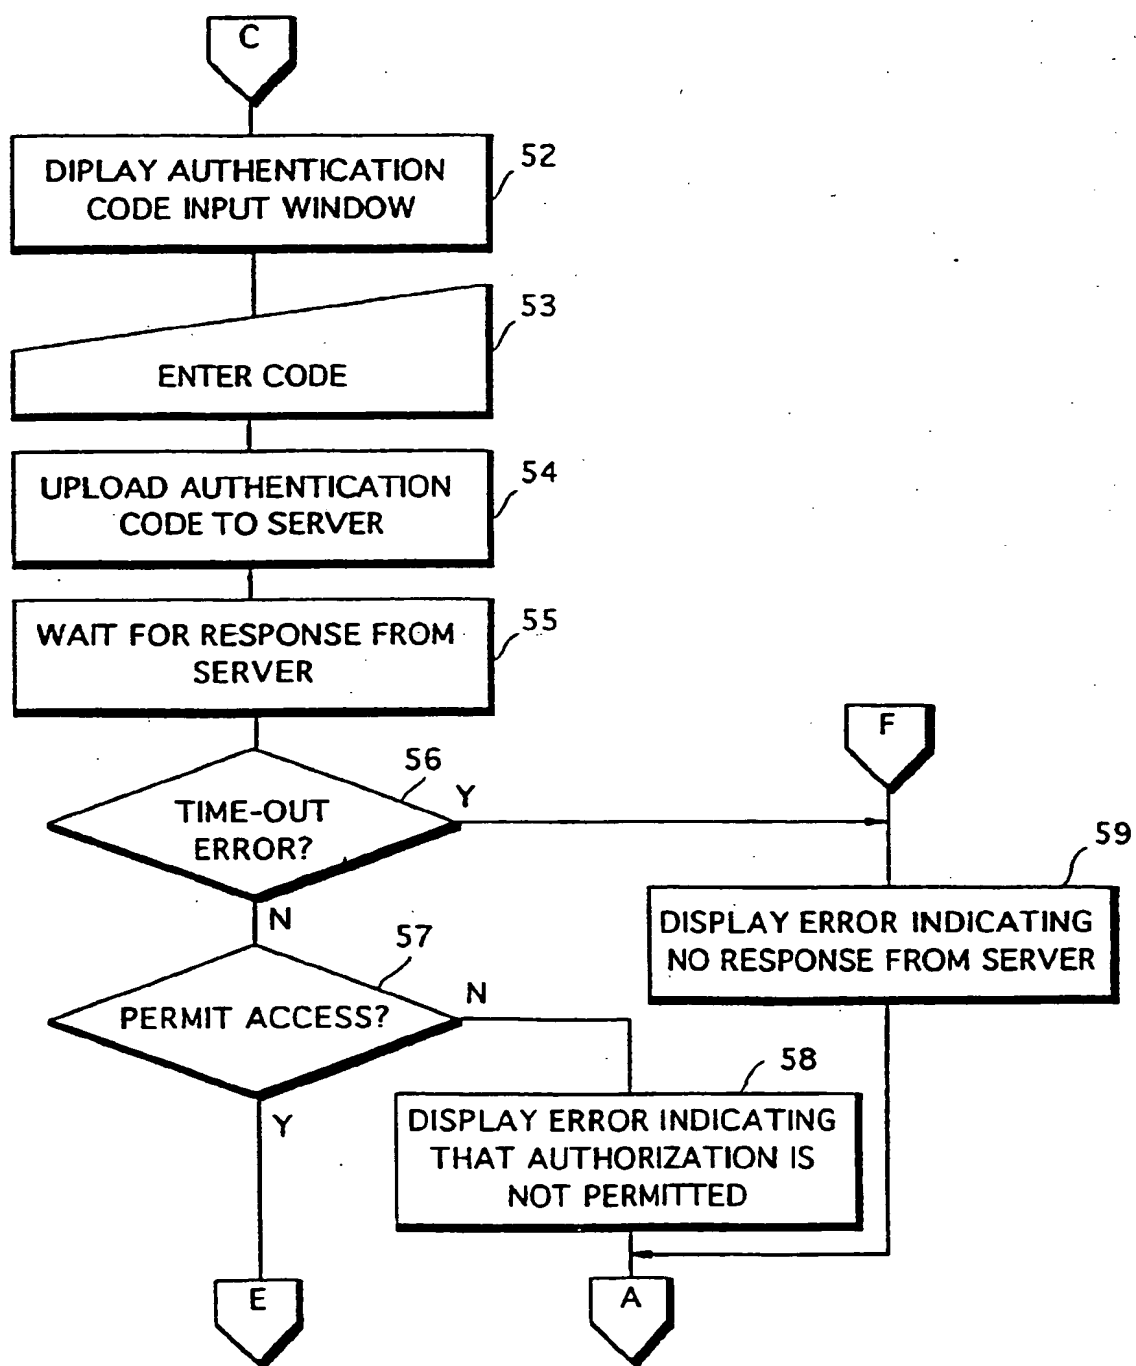 C
DIPLAY AUTHENTICATION
CODE INPUT WINDOW
52
53
ENTER CODE
UPLOAD AUTHENTICATION
CODE TO SERVER
54
WAIT FOR RESPONSE FROM
SERVER
55
TIME-OUT
ERROR?
56
Y
N
F
59
DISPLAY ERROR INDICATING
NO RESPONSE FROM SERVER
PERMIT ACCESS?
57
N
Y
58
DISPLAY ERROR INDICATING
THAT AUTHORIZATION IS
NOT PERMITTED
E
A